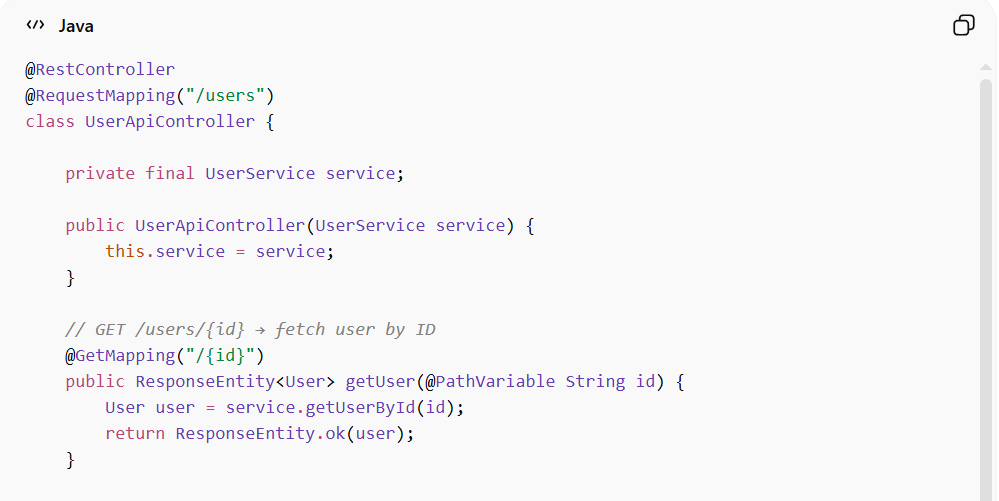 </> Java
@RestController
@RequestMapping("/users")
class UserApiController {
    private final UserService service;
    public UserApiController(UserService service) {
        this.service = service;
    }
    // GET /users/{id} → fetch user by ID
    @GetMapping("/{id}")
    public ResponseEntity<User> getUser(@PathVariable String id) {
        User user = service.getUserById(id);
        return ResponseEntity.ok(user);
    }